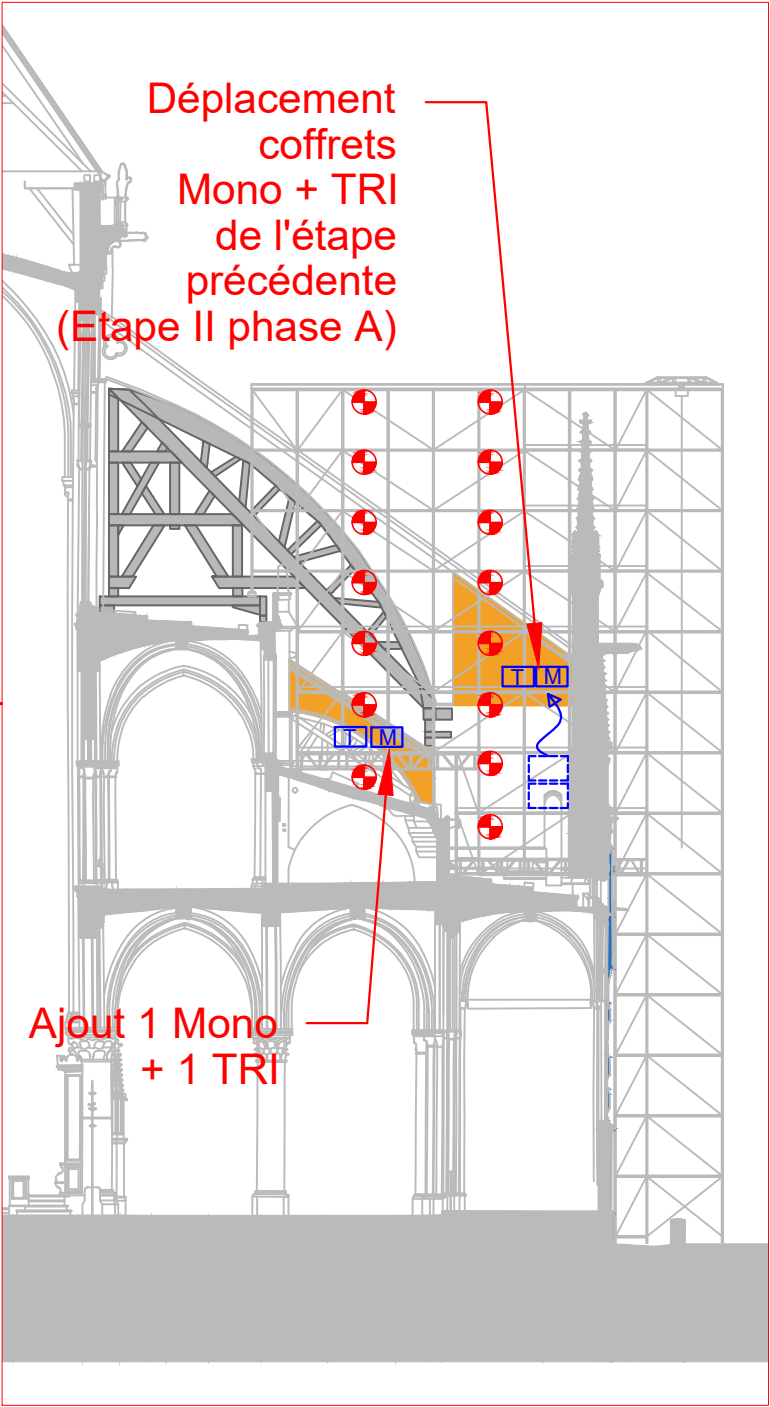 Déplacement
coffrets
Mono + TRI
de l'étape
précédente
(Etape II phase A)
T M
T M
Ajout 1 Mono
+ 1 TRI